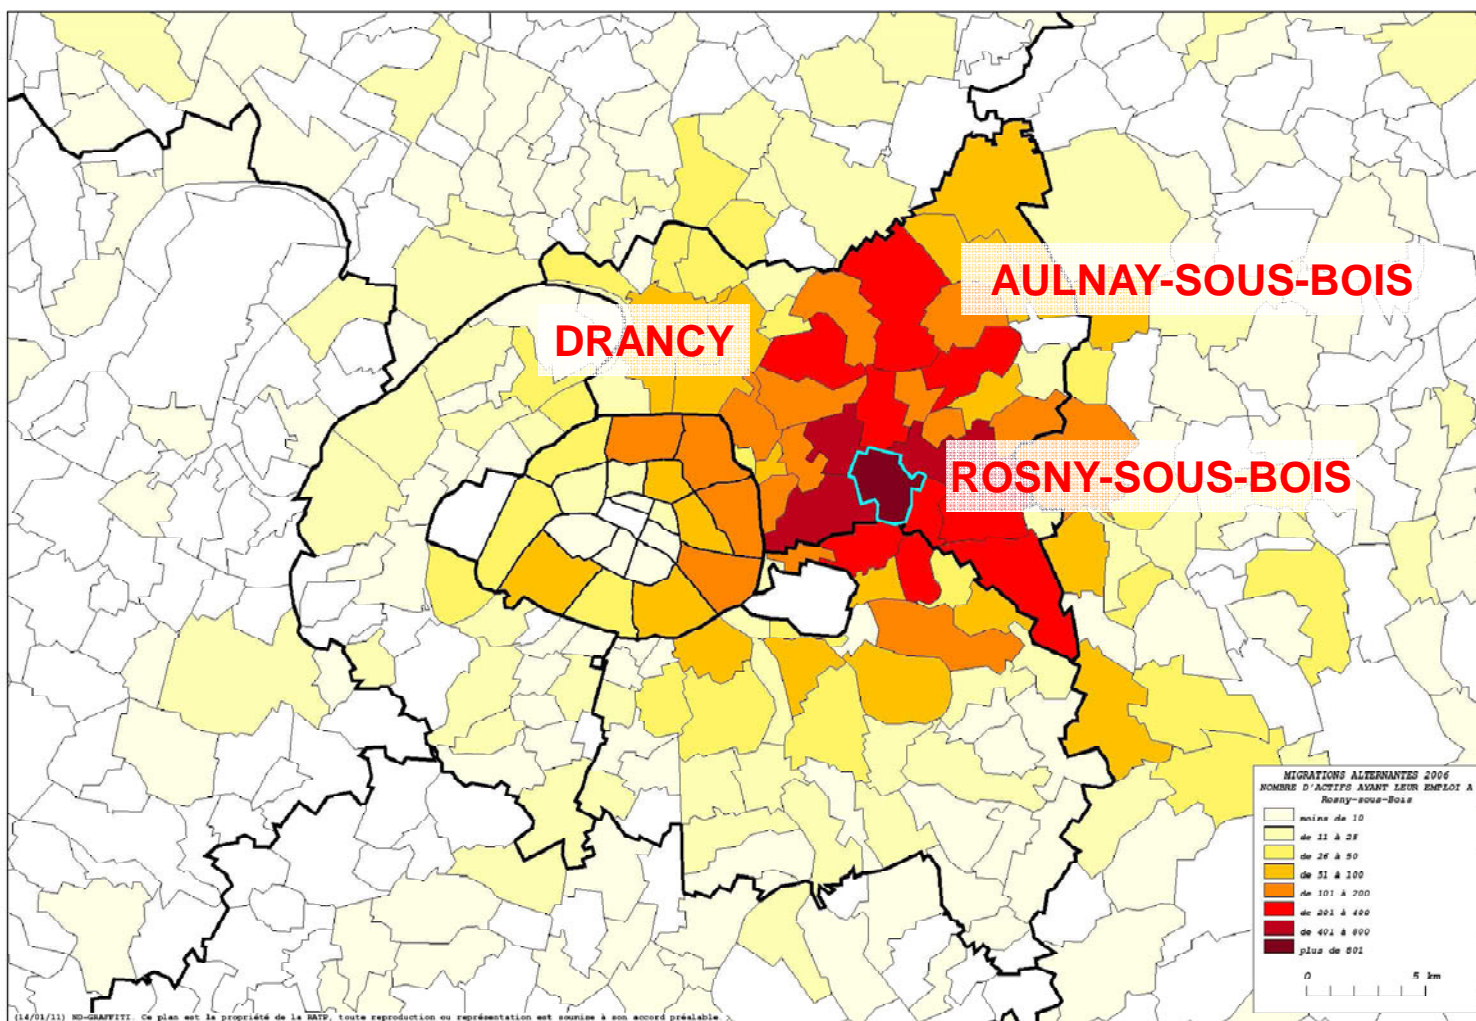 AULNAY-SOUS-BOIS
DRANCY
ROSNY-SOUS-BOIS
MIGRATIONS ALTERNANTES 2006
NOMBRE D'ACTIFS AYANT LEUR EMPLOI A
Rosny-sous-Bois
moins de 10
de 11 à 25
de 26 à 50
de 51 à 100
de 101 à 200
de 201 à 400
de 401 à 800
plus de 801
0 5 km
(14/01/11) ND-GRAFFITI. Ce plan est la propriété de la RATP, toute reproduction ou représentation est soumise à son accord préalable.